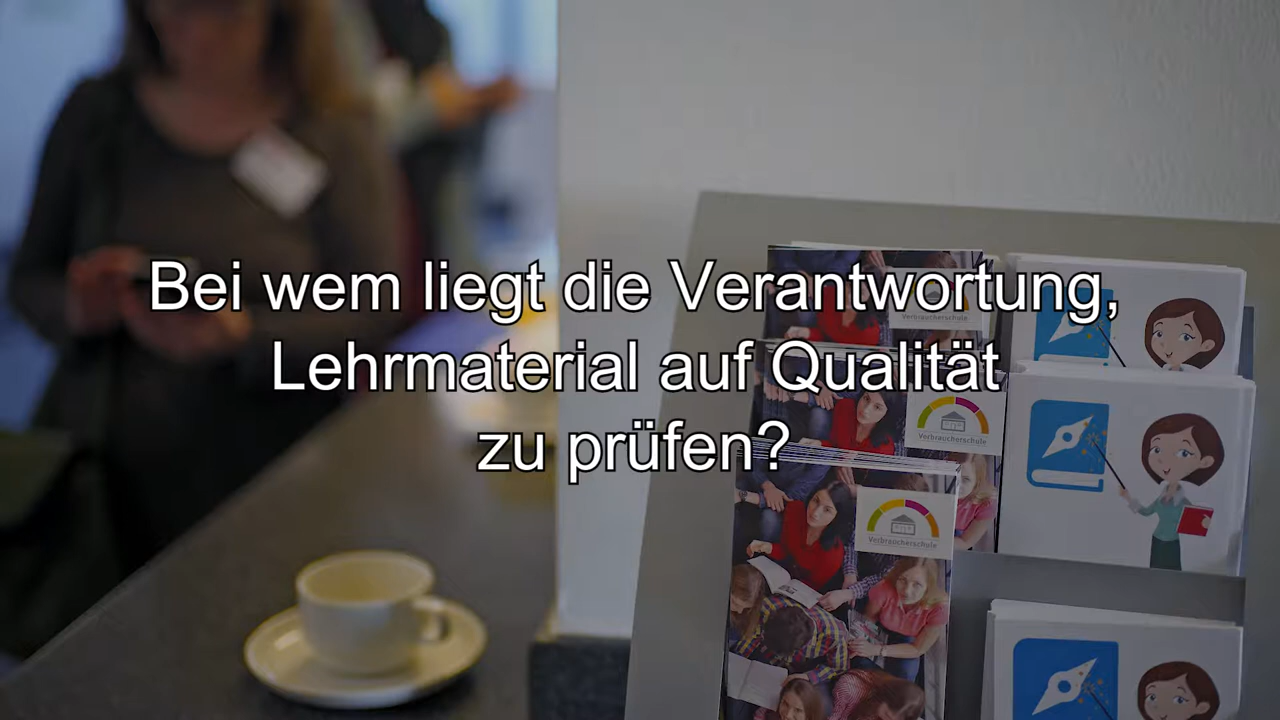 Bei wem liegt die Verantwortung,
Lehrmaterial auf Qualität
zu prüfen?
Verbraucherschule
Verbraucherschule
Verbraucherschule